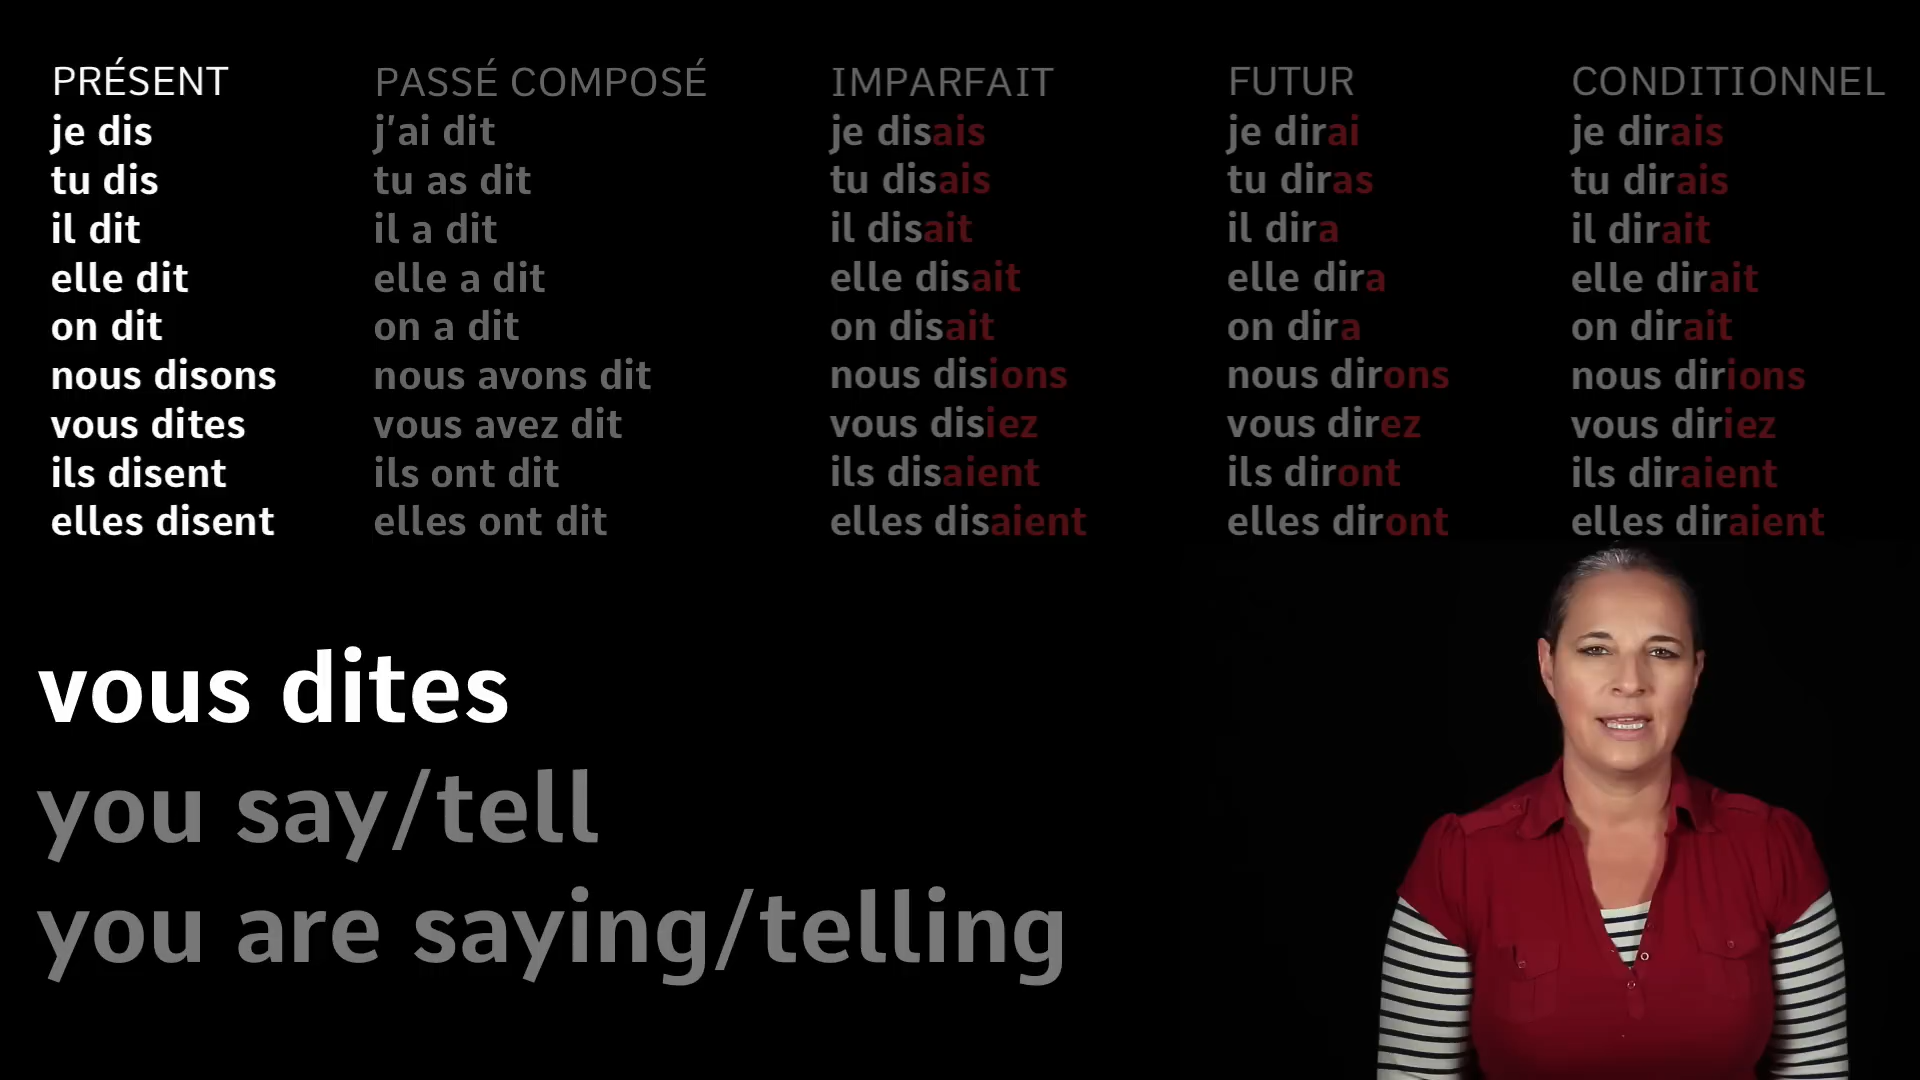 PRÉSENT
je dis
tu dis
il dit
elle dit
on dit
nous disons
vous dites
ils disent
elles disent
PASSÉ COMPOSÉ
j'ai dit
tu as dit
il a dit
elle a dit
on a dit
nous avons dit
vous avez dit
ils ont dit
elles ont dit
IMPARFAIT
je disais
tu disais
il disait
elle disait
on disait
nous disions
vous disiez
ils disaient
elles disaient
FUTUR
je dirai
tu diras
il dira
elle dira
on dira
nous dirons
vous direz
ils diront
elles diront
CONDITIONNEL
je dirais
tu dirais
il dirait
elle dirait
on dirait
nous dirions
vous diriez
ils diraient
elles diraient
vous dites
you say/tell
you are saying/telling